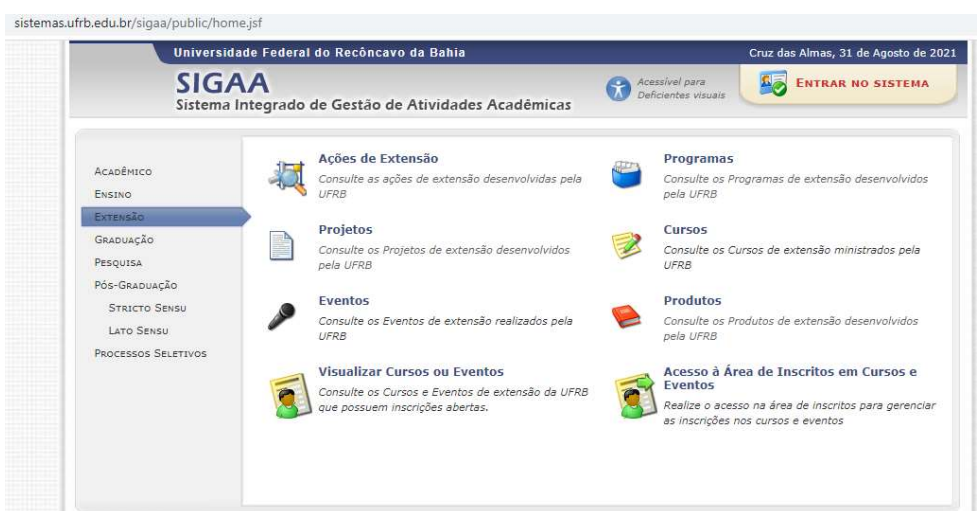 sistemas.ufrb.edu.br/sigaa/public/home.jsf
Universidade Federal do Recôncavo da Bahia
Cruz das Almas, 31 de Agosto de 2021
SIGAA
Sistema Integrado de Gestão de Atividades Acadêmicas
Acessível para
Deficientes visuais
ENTRAR NO SISTEMA
ACADÊMICO
ENSINO
EXTENSÃO
GRADUAÇÃO
PESQUISA
PÓS-GRADUAÇÃO
STRICTO SENSU
LATO SENSU
PROCESSOS SELETIVOS
Ações de Extensão
Consulte as ações de extensão desenvolvidas pela
UFRB
Programas
Consulte os Programas de extensão desenvolvidos
pela UFRB
Projetos
Consulte os Projetos de extensão desenvolvidos
pela UFRB
Cursos
Consulte os Cursos de extensão ministrados pela
UFRB
Eventos
Consulte os Eventos de extensão realizados pela
UFRB
Produtos
Consulte os Produtos de extensão desenvolvidos
pela UFRB
Visualizar Cursos ou Eventos
Consulte os Cursos e Eventos de extensão da UFRB
que possuem inscrições abertas.
Acesso à Área de Inscritos em Cursos e
Eventos
Realize o acesso na área de inscritos para gerenciar
as inscrições nos cursos e eventos